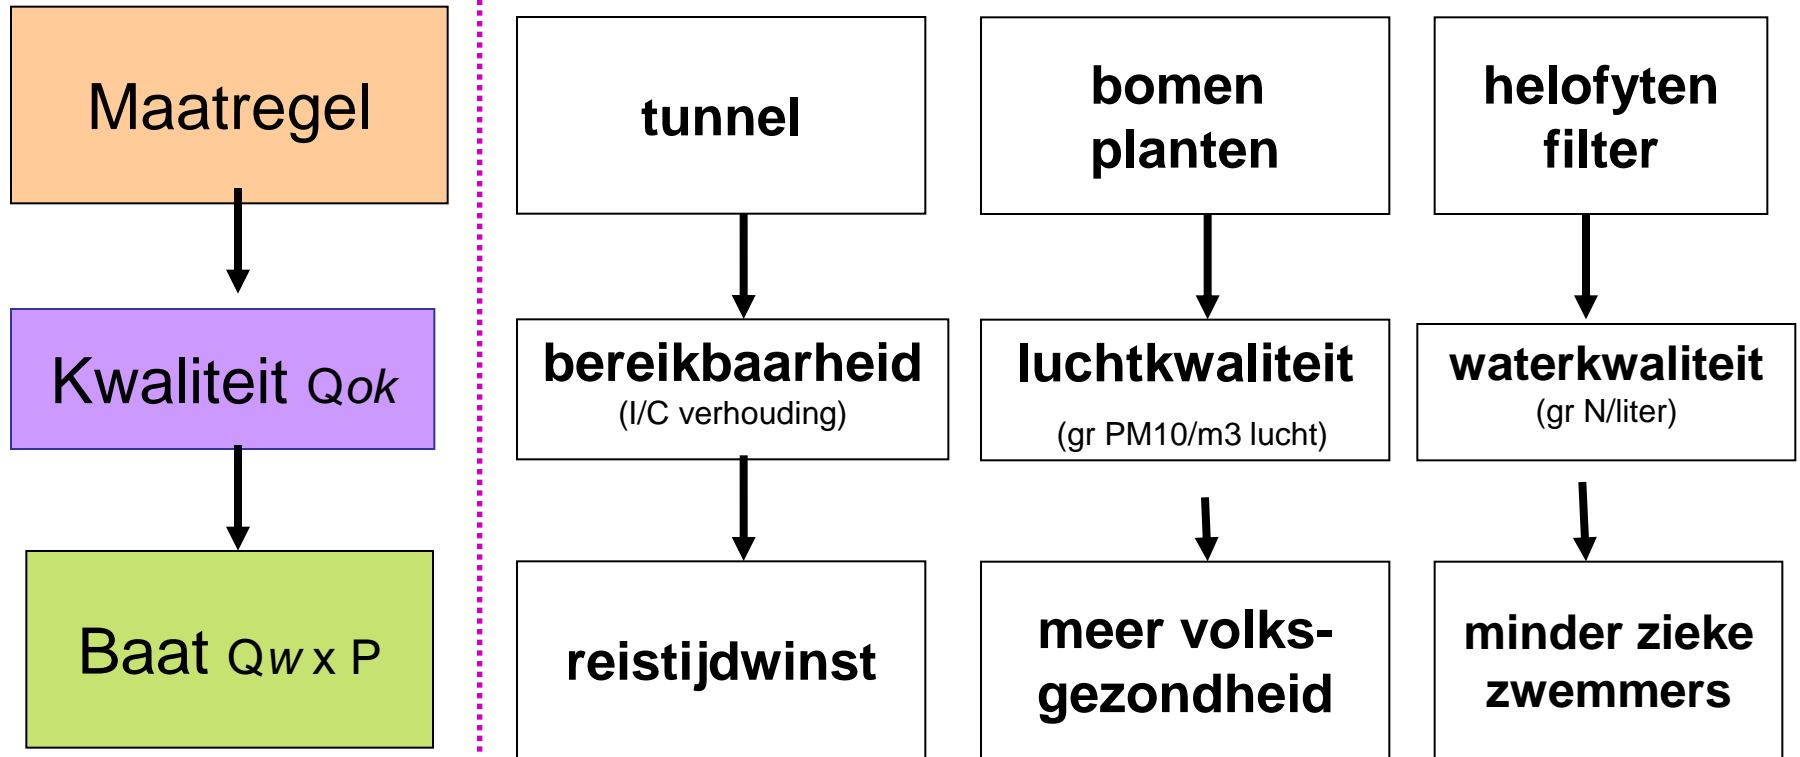 Maatregel
tunnel
bomen
planten
helofyten
filter
Kwaliteit Qok
bereikbaarheid
(I/C verhouding)
luchtkwaliteit
(gr PM10/m3 lucht)
waterkwaliteit
(gr N/liter)
Baat Qw x P
reistijdwinst
meer volks-
gezondheid
minder zieke
zwemmers